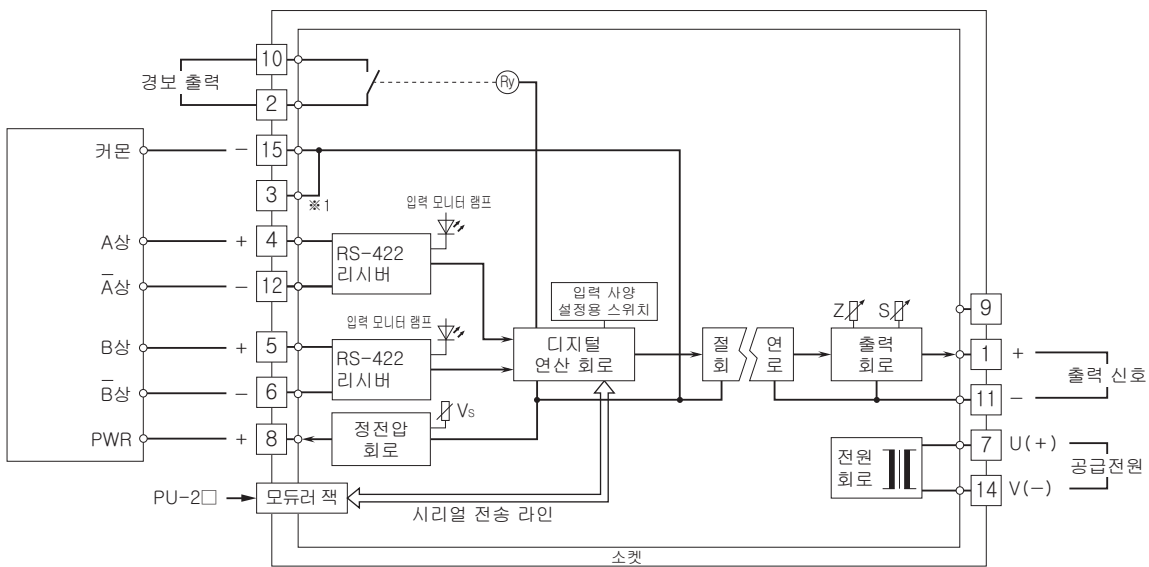 경보 출력
10
2
Ry
커몬 − 15
3
※1
입력 모니터 램프
A상 + 4
RS−422
리시버
A̅상 − 12
입력 사양
설정용 스위치
Z S
9
입력 모니터 램프
B상 + 5
RS−422
리시버
B̅상 − 6
디지털
연산 회로
절 연
회 로
출력
회로
1 +
출력 신호
11 −
PWR + 8
정전압
회로
Vs
전원
회로
7 U(+)
공급전원
14 V(−)
PU−2□
모듈러 잭
시리얼 전송 라인
소켓